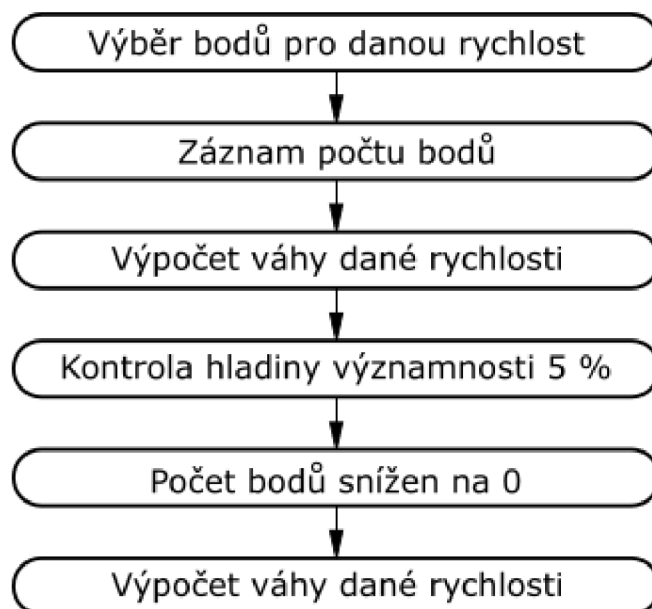 Výběr bodů pro danou rychlost
Záznam počtu bodů
Výpočet váhy dané rychlosti
Kontrola hladiny významnosti 5 %
Počet bodů snížen na 0
Výpočet váhy dané rychlosti